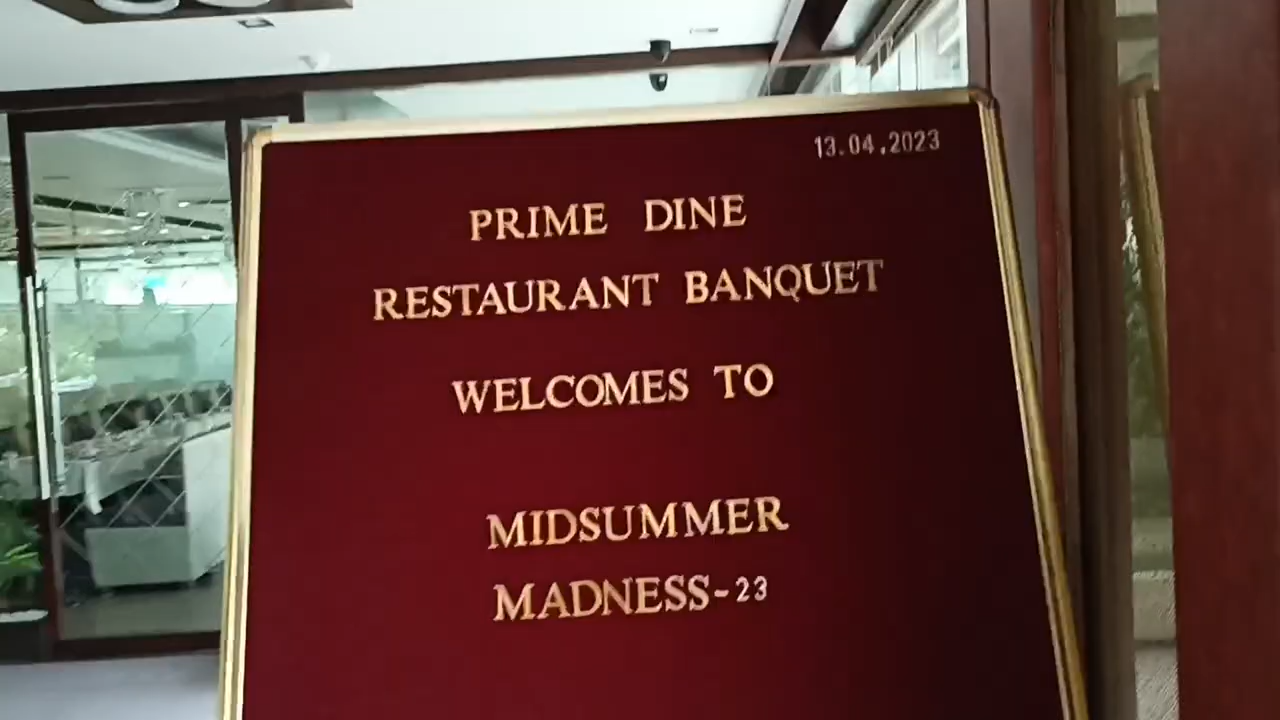 13.04.2023
PRIME DINE
RESTAURANT BANQUET
WELCOMES TO
MIDSUMMER
MADNESS-23